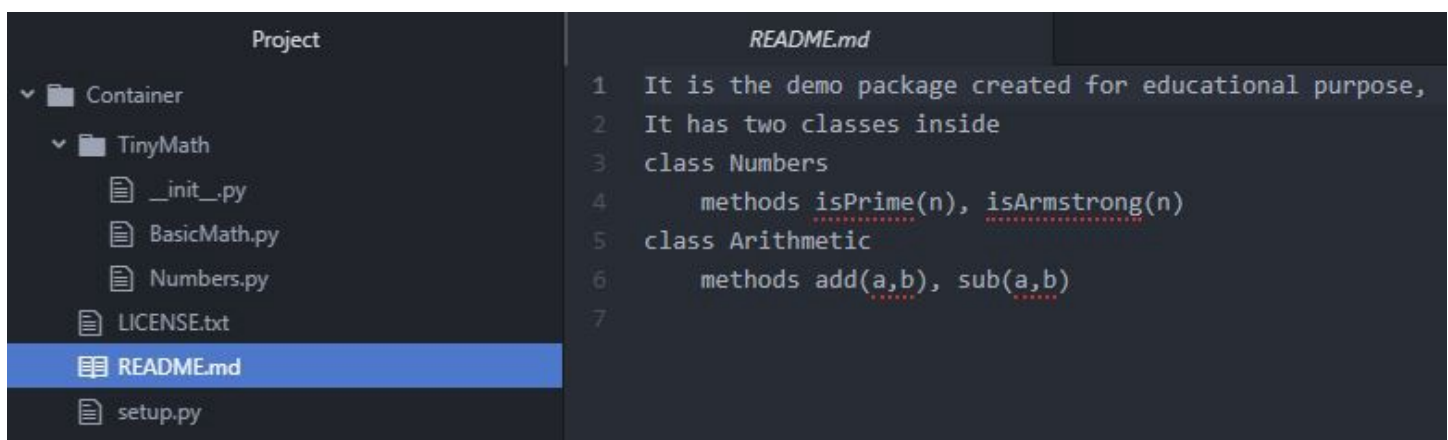 Project
Container
TinyMath
__init__.py
BasicMath.py
Numbers.py
LICENSE.txt
README.md
setup.py
README.md
1 It is the demo package created for educational purpose,
2 It has two classes inside
3 class Numbers
4     methods isPrime(n), isArmstrong(n)
5 class Arithmetic
6     methods add(a,b), sub(a,b)
7